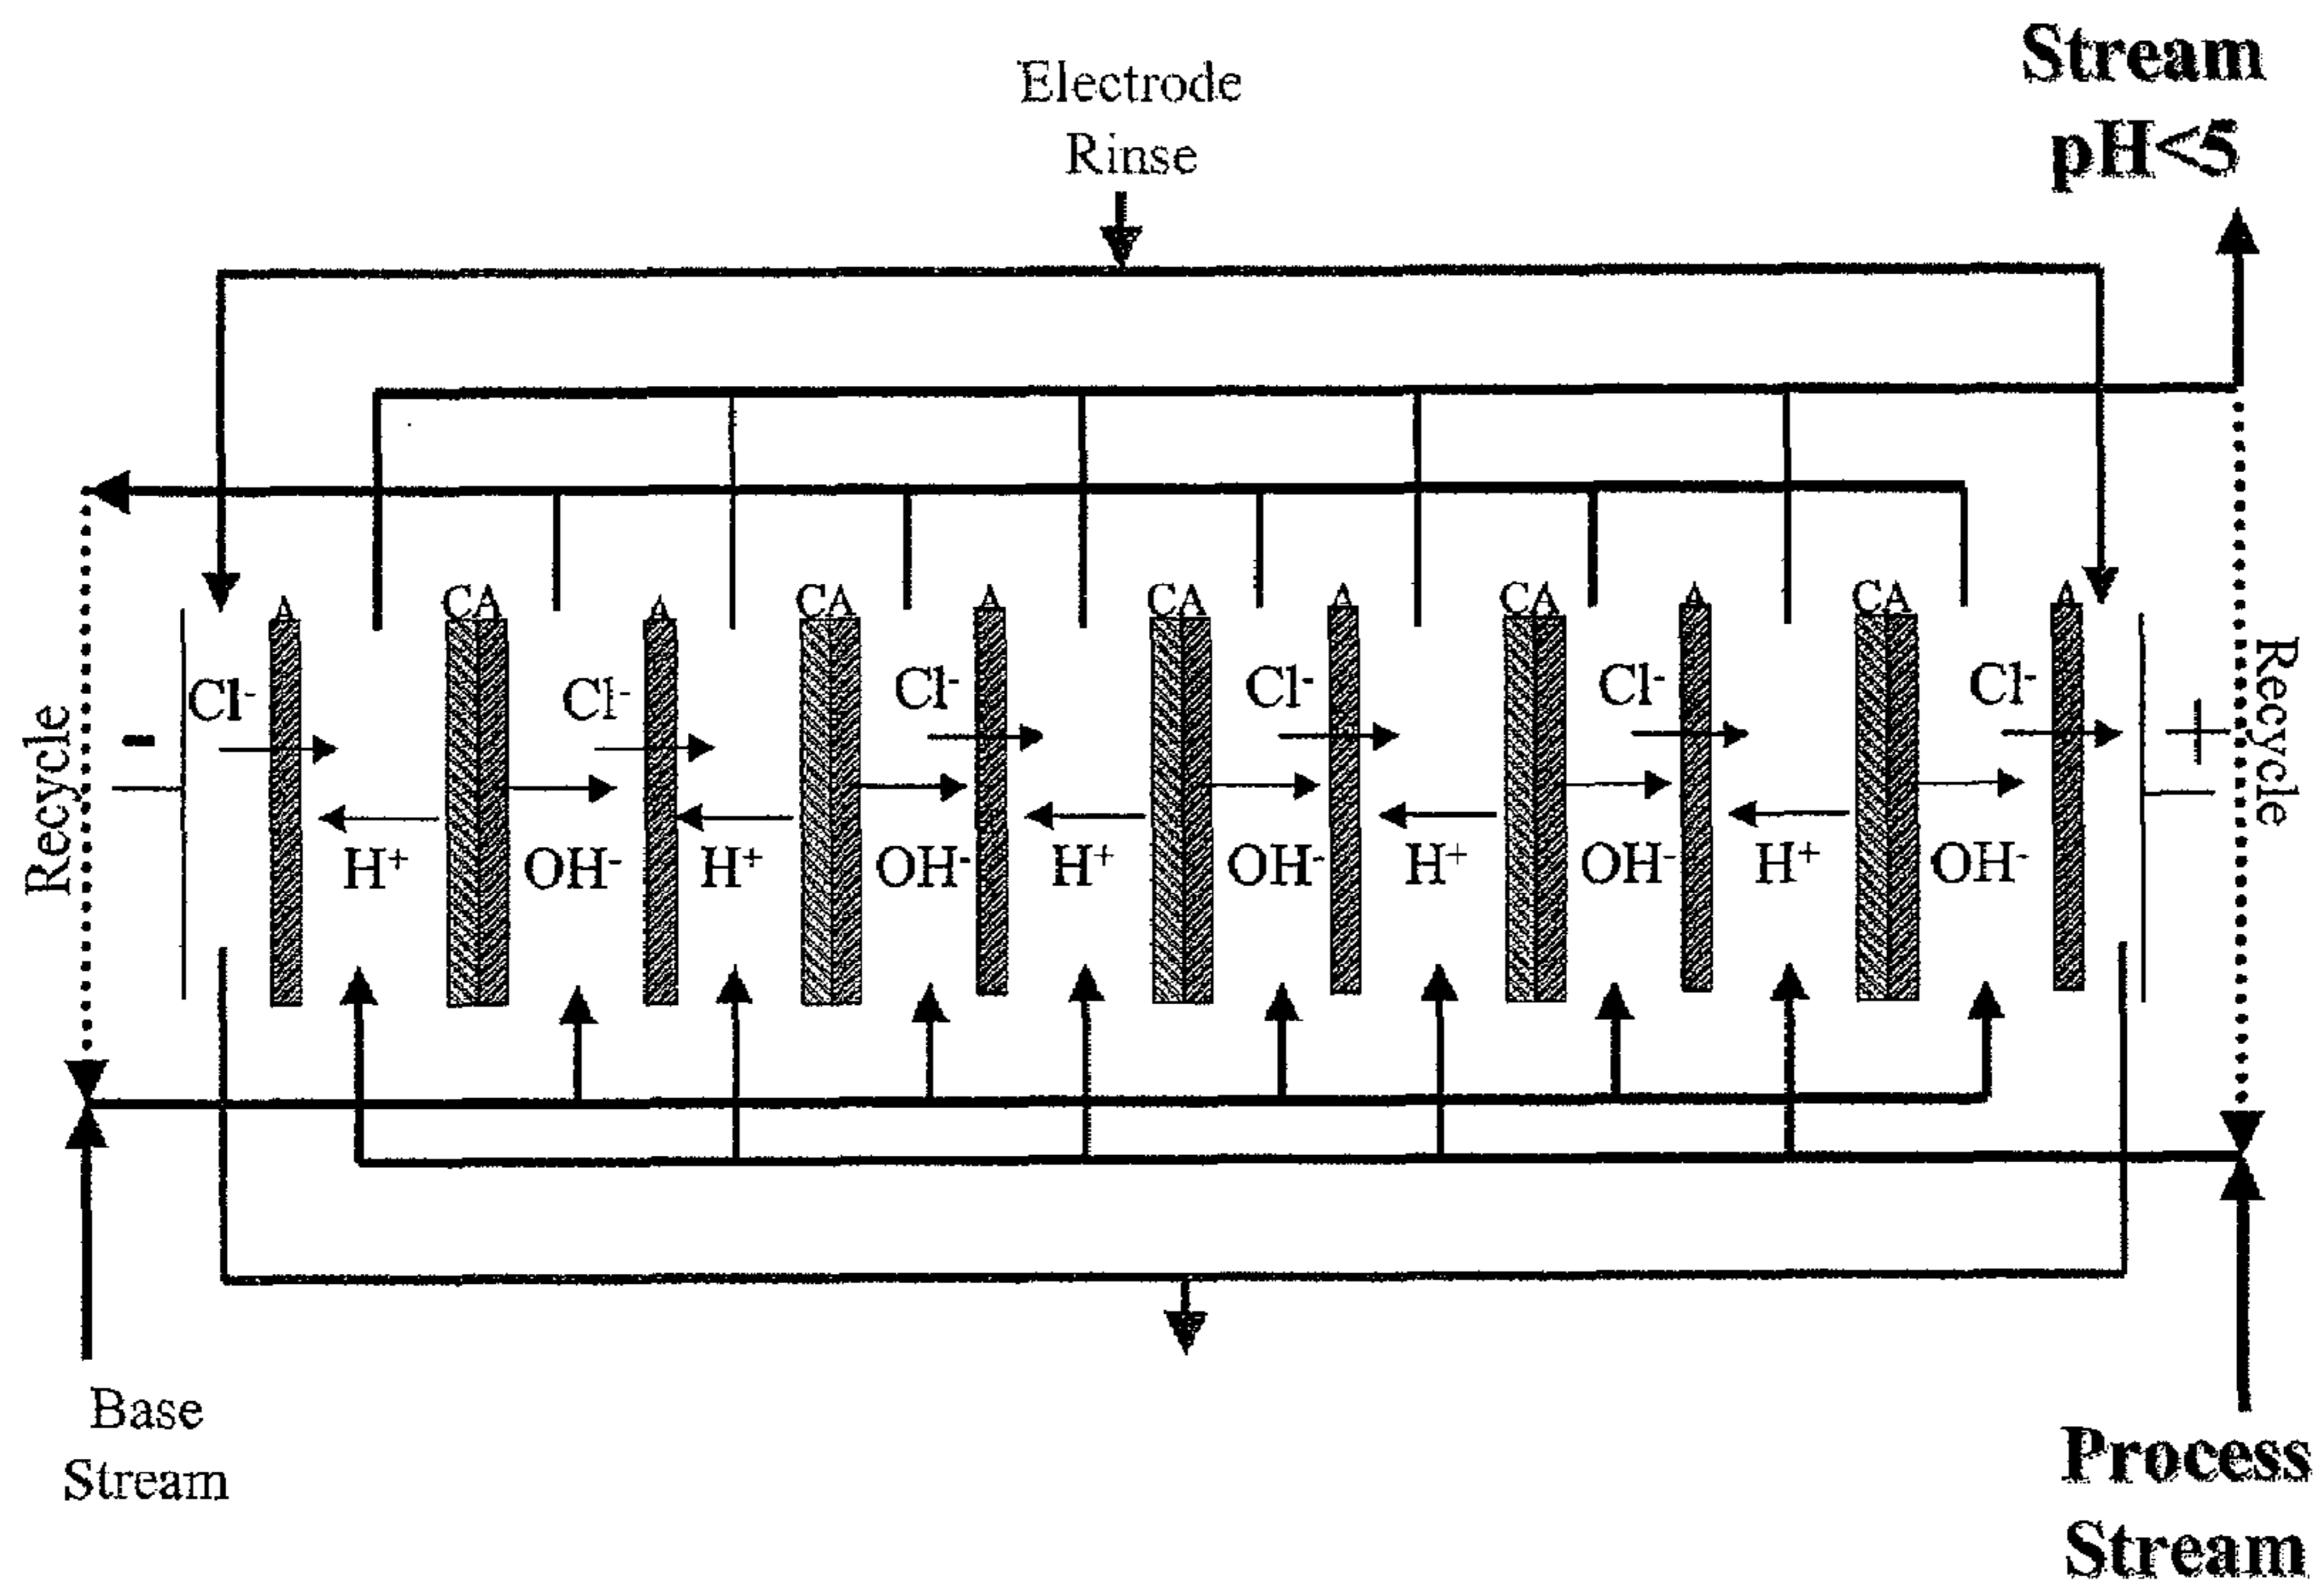 Stream
pH<5
Electrode
Rinse
A CA A CA A CA A CA A CA A
Cl- Cl- Cl- Cl- Cl- Cl-
- +
Recycle
Recycle
H+ OH- H+ OH- H+ OH- H+ OH- H+ OH-
Base
Stream
Process
Stream